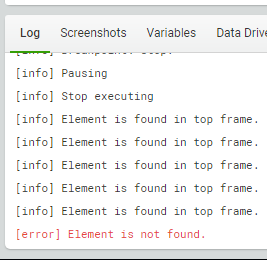 Log Screenshots Variables Data Drive
[info] Pausing
[info] Stop executing
[info] Element is found in top frame.
[info] Element is found in top frame.
[info] Element is found in top frame.
[info] Element is found in top frame.
[info] Element is found in top frame.
[error] Element is not found.